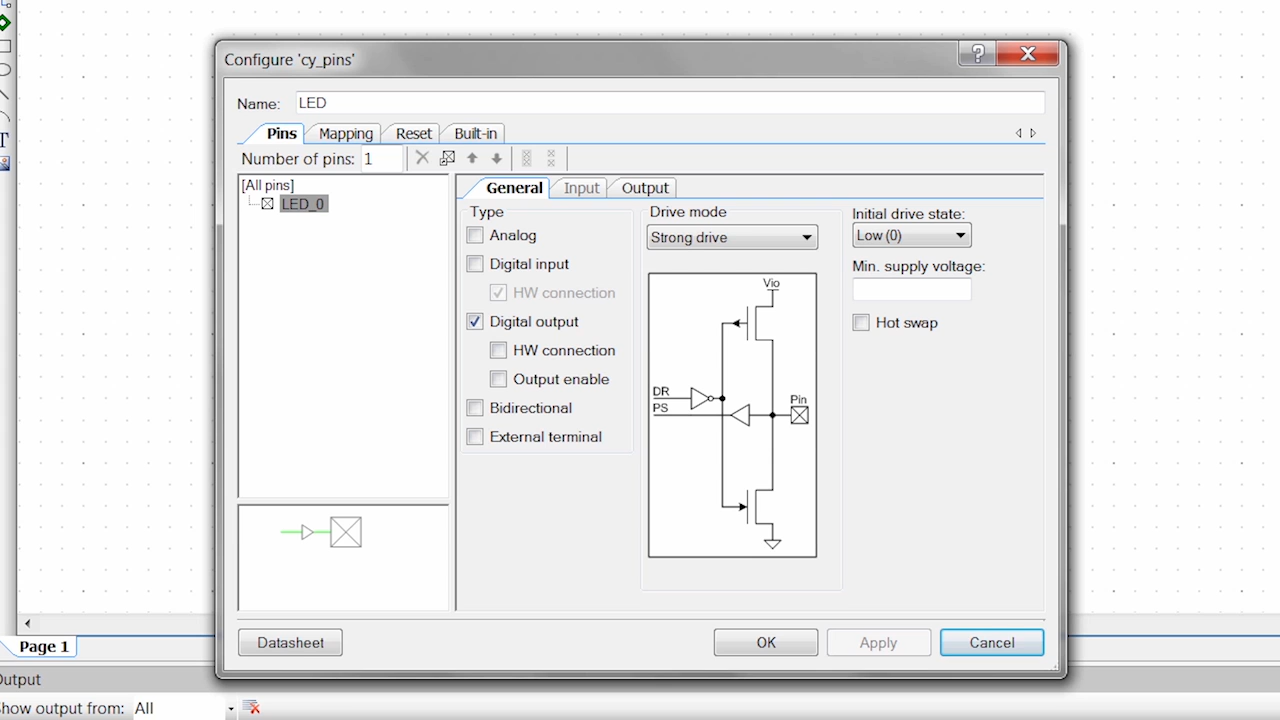 Configure 'cy_pins'
?
Name: LED
Pins Mapping Reset Built-in
Number of pins: 1
[All pins]
LED_0
General Input Output
Type
Analog
Digital input
HW connection
Digital output
HW connection
Output enable
Bidirectional
External terminal
Drive mode
Strong drive
Vio
DR
PS
Pin
Initial drive state:
Low (0)
Min. supply voltage:
Hot swap
Datasheet OK Apply Cancel
T
Page 1
Output
Show output from: All